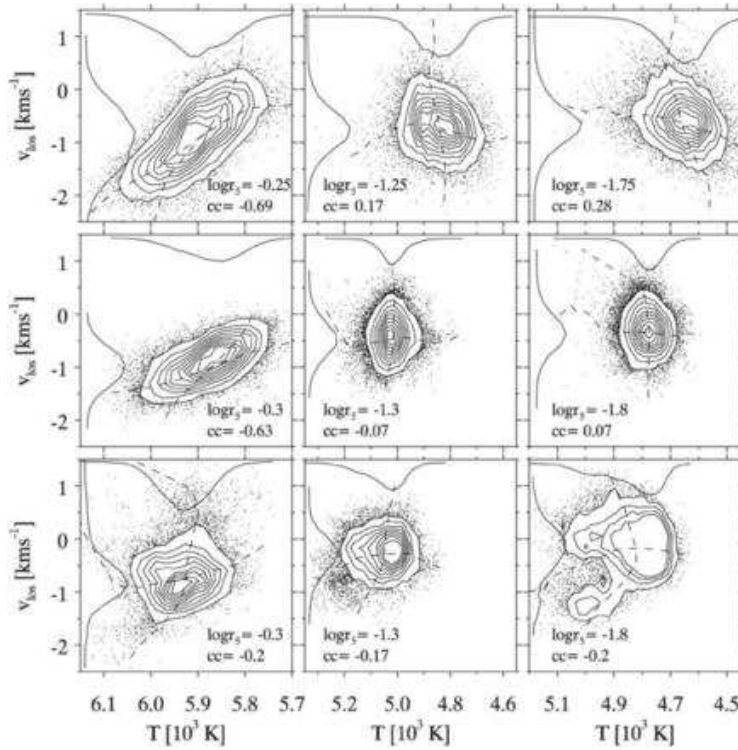 1
0
-1
-2
v_los [kms⁻¹]
logr₅ = -0.25
cc= -0.69
logr₅ = -1.25
cc= 0.17
logr₅ = -1.75
cc= 0.28
1
0
-1
-2
v_los [kms⁻¹]
logr₅ = -0.3
cc= -0.63
logr₅ = -1.3
cc= -0.07
logr₅ = -1.8
cc= 0.07
1
0
-1
-2
v_los [kms⁻¹]
logr₅ = -0.3
cc= -0.2
logr₅ = -1.3
cc= -0.17
logr₅ = -1.8
cc= -0.2
6.1 6.0 5.9 5.8 5.7
5.2 5.0 4.8 4.6
5.1 4.9 4.7 4.5
T [10³ K] T [10³ K] T [10³ K]